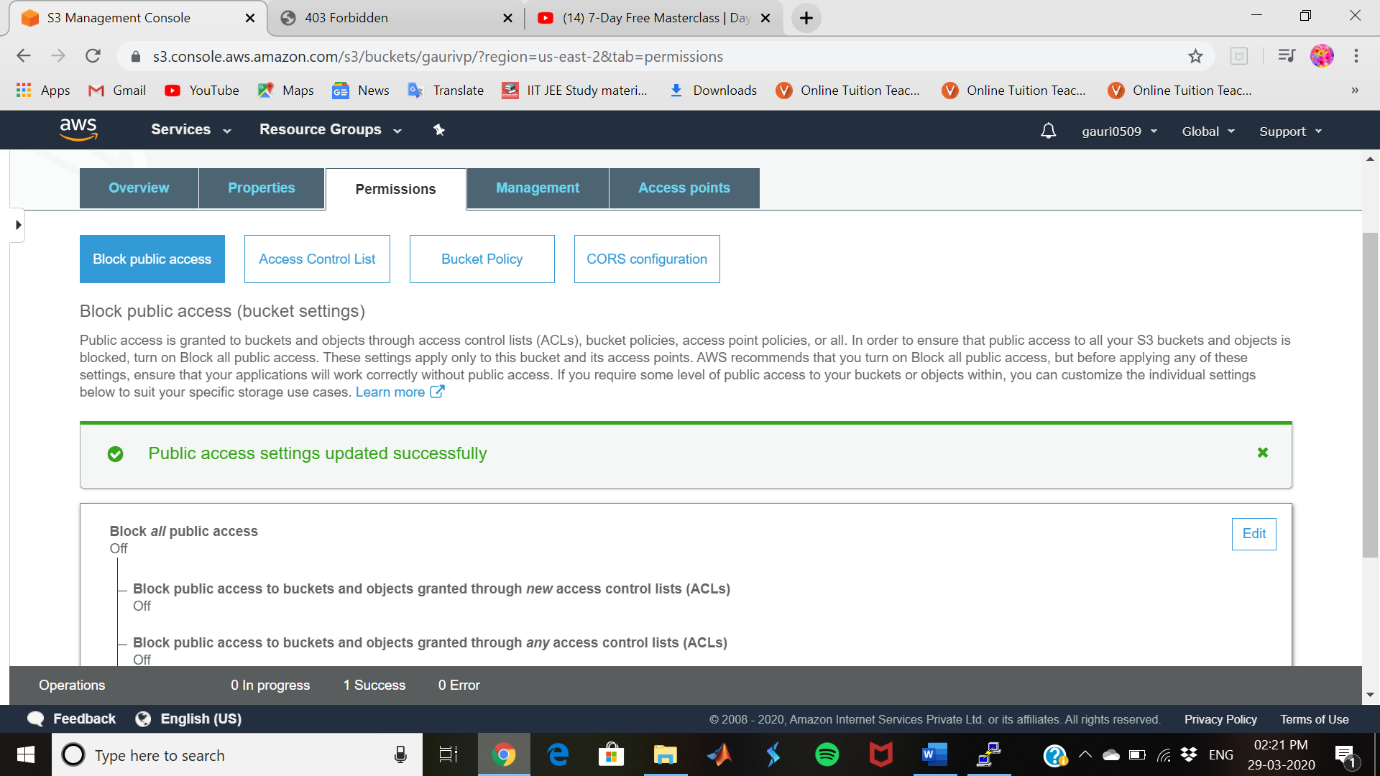 S3 Management Console
403 Forbidden
(14) 7-Day Free Masterclass | Day
s3.console.aws.amazon.com/s3/buckets/gaurivp/?region=us-east-2&tab=permissions
Apps Gmail YouTube Maps News Translate IIT JEE Study materi... Downloads Online Tuition Teac... Online Tuition Teac... Online Tuition Teac... »
aws Services Resource Groups gauri0509 Global Support
Overview Properties Permissions Management Access points
Block public access Access Control List Bucket Policy CORS configuration
Block public access (bucket settings)
Public access is granted to buckets and objects through access control lists (ACLs), bucket policies, access point policies, or all. In order to ensure that public access to all your S3 buckets and objects is
blocked, turn on Block all public access. These settings apply only to this bucket and its access points. AWS recommends that you turn on Block all public access, but before applying any of these
settings, ensure that your applications will work correctly without public access. If you require some level of public access to your buckets or objects within, you can customize the individual settings
below to suit your specific storage use cases. Learn more
Public access settings updated successfully
Block all public access
Off
Edit
Block public access to buckets and objects granted through new access control lists (ACLs)
Off
Block public access to buckets and objects granted through any access control lists (ACLs)
Off
Operations 0 In progress 1 Success 0 Error
Feedback English (US) © 2008 - 2020, Amazon Internet Services Private Ltd. or its affiliates. All rights reserved. Privacy Policy Terms of Use
Type here to search
ENG
02:21 PM
29-03-2020
1